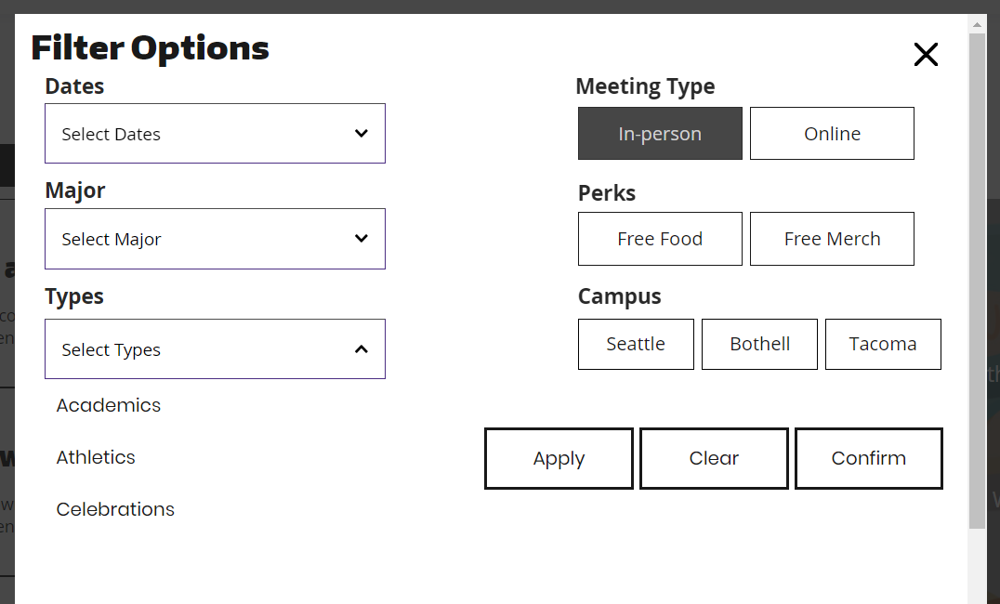 Filter Options
Dates
Select Dates
Major
Select Major
Types
Select Types
Academics
Athletics
Celebrations
Meeting Type
In-person
Online
Perks
Free Food
Free Merch
Campus
Seattle
Bothell
Tacoma
Apply
Clear
Confirm